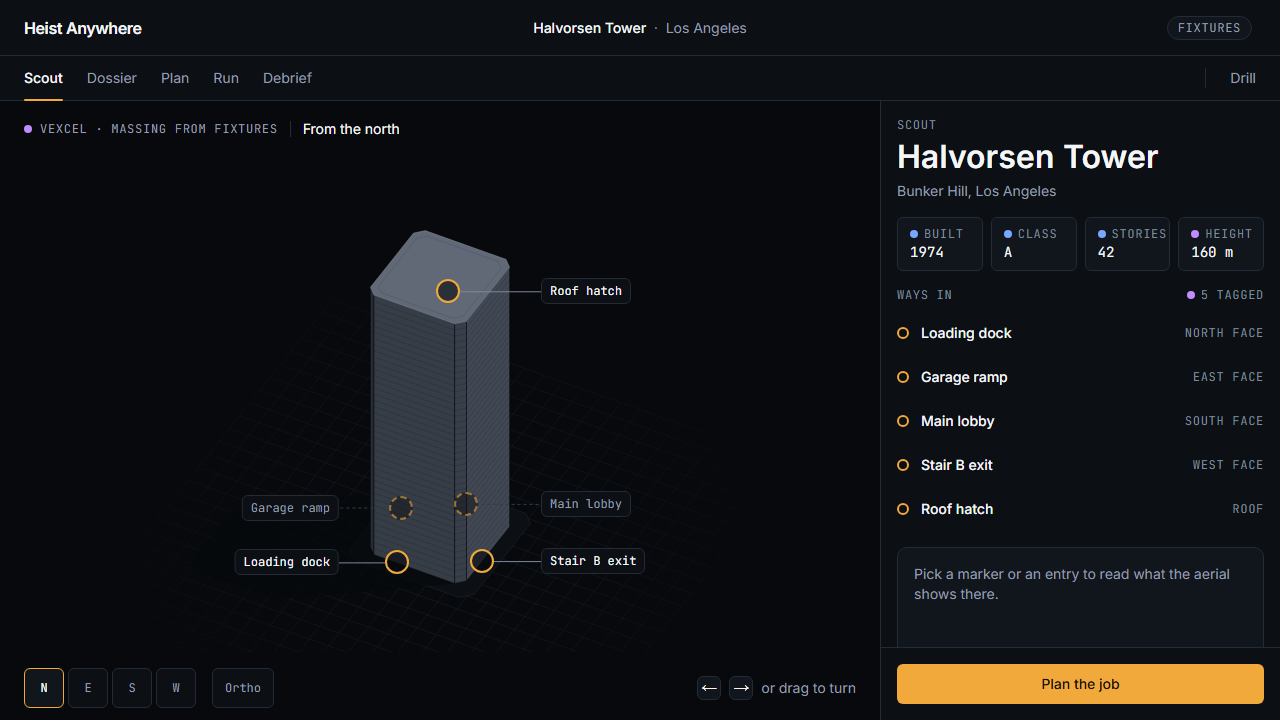 Heist Anywhere
Halvorsen Tower · Los Angeles
FIXTURES
Scout
Dossier
Plan
Run
Debrief
Drill
VEXCEL · MASSING FROM FIXTURES
From the north
Roof hatch
Garage ramp
Main lobby
Loading dock
Stair B exit
N
E
S
W
Ortho
← → or drag to turn
SCOUT
Halvorsen Tower
Bunker Hill, Los Angeles
BUILT
1974
CLASS
A
STORIES
42
HEIGHT
160 m
WAYS IN
5 TAGGED
Loading dock
NORTH FACE
Garage ramp
EAST FACE
Main lobby
SOUTH FACE
Stair B exit
WEST FACE
Roof hatch
ROOF
Pick a marker or an entry to read what the aerial
shows there.
Plan the job